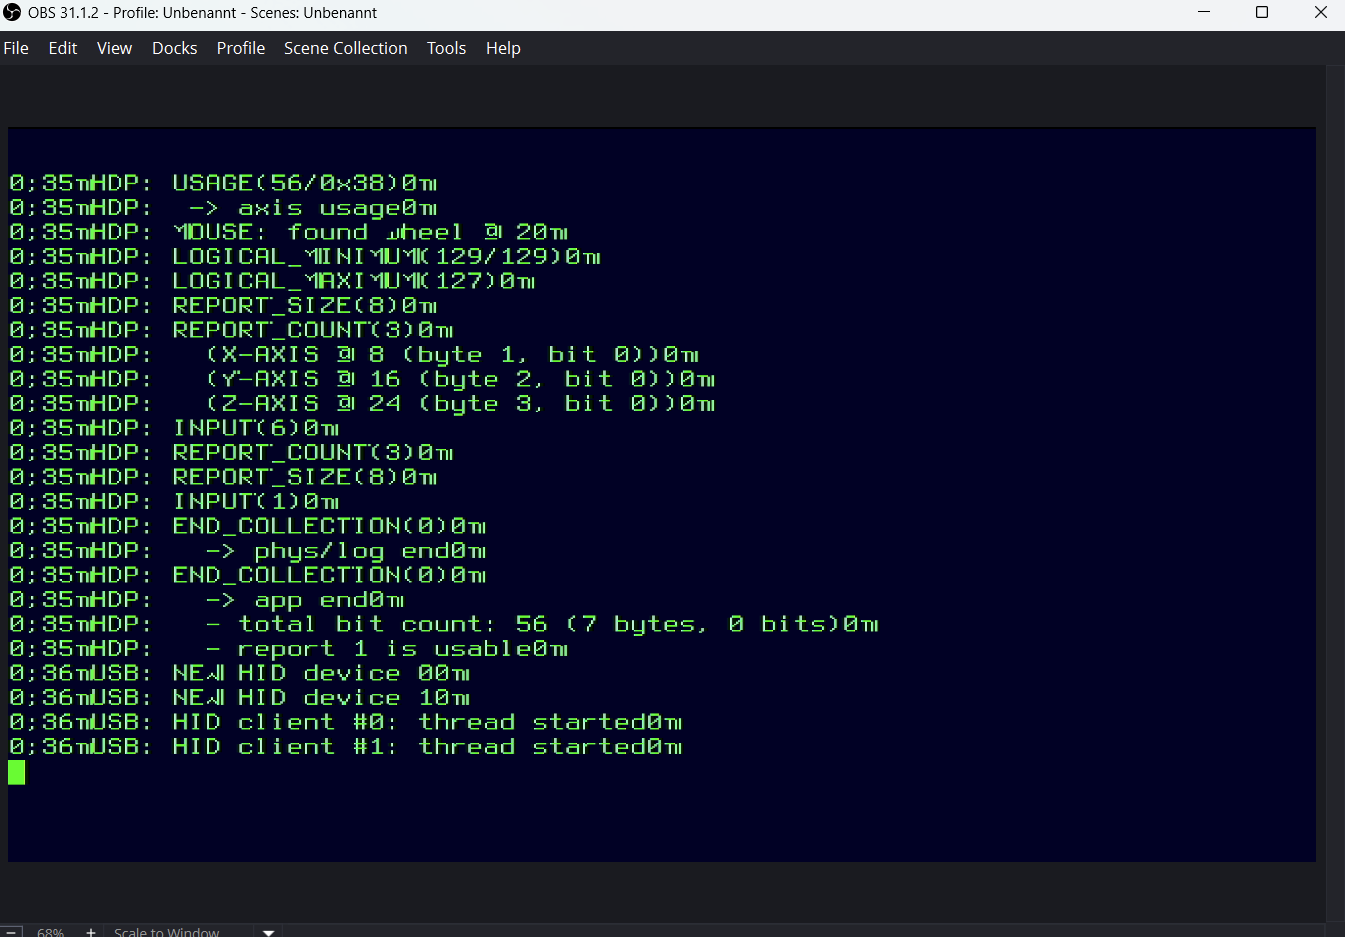 OBS 31.1.2 - Profile: Unbenannt - Scenes: Unbenannt
File Edit View Docks Profile Scene Collection Tools Help
0;35mHDP: USAGE(56/0x38)0m
0;35mHDP:  -> axis usage0m
0;35mHDP: MOUSE: found wheel @ 20m
0;35mHDP: LOGICAL_MINIMUM(129/129)0m
0;35mHDP: LOGICAL_MAXIMUM(127)0m
0;35mHDP: REPORT_SIZE(8)0m
0;35mHDP: REPORT_COUNT(3)0m
0;35mHDP:   (X-AXIS @ 8 (byte 1, bit 0))0m
0;35mHDP:   (Y-AXIS @ 16 (byte 2, bit 0))0m
0;35mHDP:   (Z-AXIS @ 24 (byte 3, bit 0))0m
0;35mHDP: INPUT(6)0m
0;35mHDP: REPORT_COUNT(3)0m
0;35mHDP: REPORT_SIZE(8)0m
0;35mHDP: INPUT(1)0m
0;35mHDP: END_COLLECTION(0)0m
0;35mHDP:   -> phys/log end0m
0;35mHDP: END_COLLECTION(0)0m
0;35mHDP:   -> app end0m
0;35mHDP:   - total bit count: 56 (7 bytes, 0 bits)0m
0;35mHDP:   - report 1 is usable0m
0;36mUSB: NEW HID device 00m
0;36mUSB: NEW HID device 10m
0;36mUSB: HID client #0: thread started0m
0;36mUSB: HID client #1: thread started0m
- 68% + Scale to Window